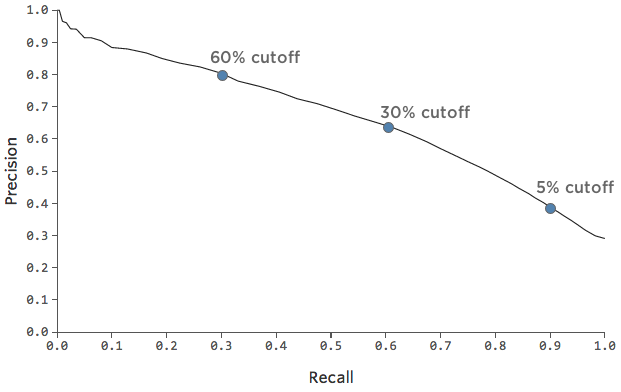 1.0
0.9
60% cutoff
0.8
0.7
30% cutoff
0.6
0.5
5% cutoff
0.4
0.3
0.2
0.1
0.0
Precision
0.0 0.1 0.2 0.3 0.4 0.5 0.6 0.7 0.8 0.9 1.0
Recall